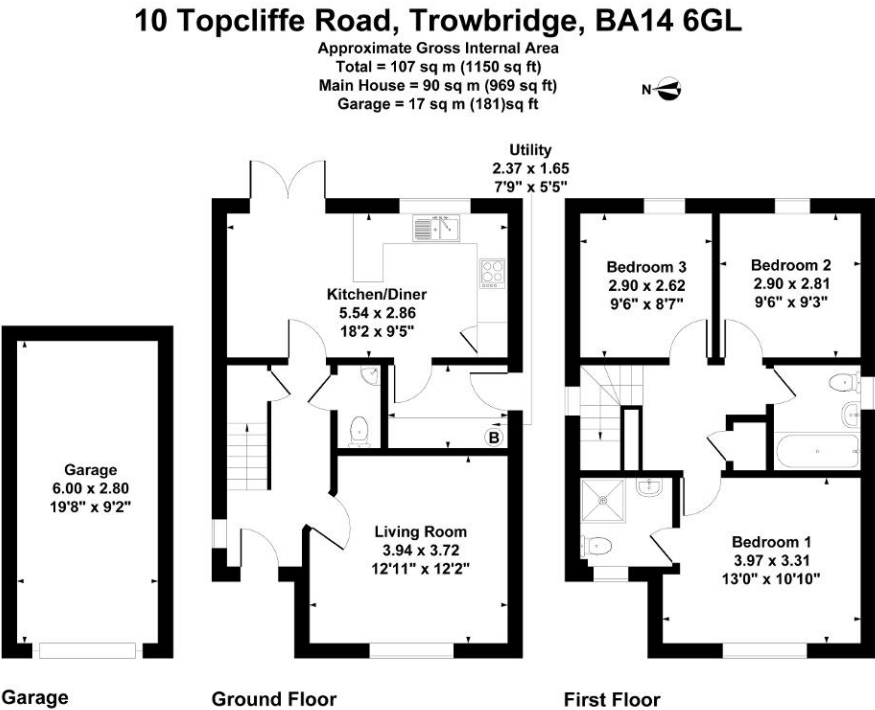 10 Topcliffe Road, Trowbridge, BA14 6GL
Approximate Gross Internal Area
Total = 107 sq m (1150 sq ft)
Main House = 90 sq m (969 sq ft)
Garage = 17 sq m (181)sq ft
N
Utility
2.37 x 1.65
7'9" x 5'5"
Kitchen/Diner
5.54 x 2.86
18'2 x 9'5"
Bedroom 3
2.90 x 2.62
9'6" x 8'7"
Bedroom 2
2.90 x 2.81
9'6" x 9'3"
B
Garage
6.00 x 2.80
19'8" x 9'2"
Living Room
3.94 x 3.72
12'11" x 12'2"
Bedroom 1
3.97 x 3.31
13'0" x 10'10"
Garage
Ground Floor
First Floor